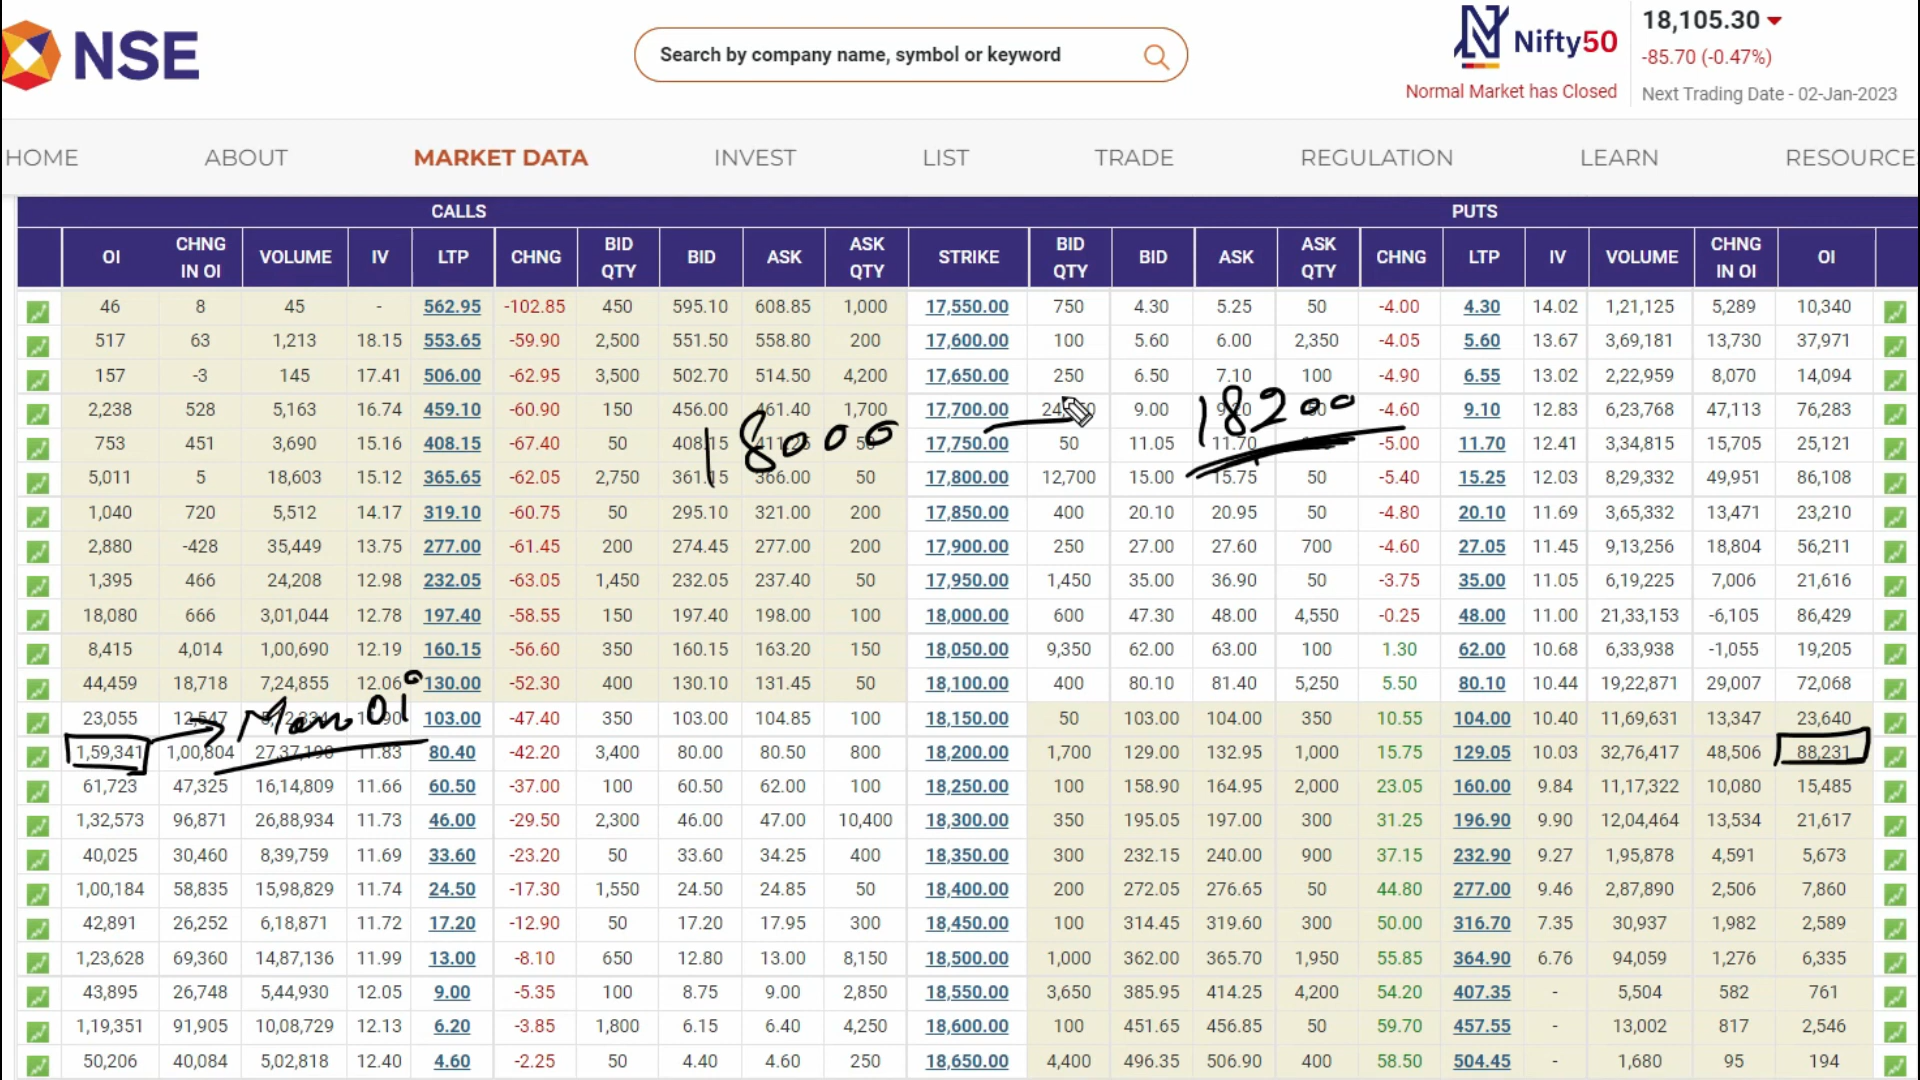 NSE
Search by company name, symbol or keyword
Nifty50
18,105.30
-85.70 (-0.47%)
Normal Market has Closed
Next Trading Date - 02-Jan-2023
HOME ABOUT MARKET DATA INVEST LIST TRADE REGULATION LEARN RESOURCE
CALLS PUTS
OI CHNG IN OI VOLUME IV LTP CHNG BID QTY BID ASK ASK QTY STRIKE BID QTY BID ASK ASK QTY CHNG LTP IV VOLUME CHNG IN OI OI
46 8 45 - 562.95 -102.85 450 595.10 608.85 1,000 17,550.00 750 4.30 5.25 50 -4.00 4.30 14.02 1,21,125 5,289 10,340
517 63 1,213 18.15 553.65 -59.90 2,500 551.50 558.80 200 17,600.00 100 5.60 6.00 2,350 -4.05 5.60 13.67 3,69,181 13,730 37,971
157 -3 145 17.41 506.00 -62.95 3,500 502.70 514.50 4,200 17,650.00 250 6.50 7.10 100 -4.90 6.55 13.02 2,22,959 8,070 14,094
2,238 528 5,163 16.74 459.10 -60.90 150 456.00 461.40 1,700 17,700.00 9.00 -4.60 9.10 12.83 6,23,768 47,113 76,283
18000 18200
753 451 3,690 15.16 408.15 -67.40 50 408.15 17,750.00 50 11.05 11.70 -5.00 11.70 12.41 3,34,815 15,705 25,121
5,011 5 18,603 15.12 365.65 -62.05 2,750 361.15 366.00 50 17,800.00 12,700 15.00 15.75 50 -5.40 15.25 12.03 8,29,332 49,951 86,108
1,040 720 5,512 14.17 319.10 -60.75 50 295.10 321.00 200 17,850.00 400 20.10 20.95 50 -4.80 20.10 11.69 3,65,332 13,471 23,210
2,880 -428 35,449 13.75 277.00 -61.45 200 274.45 277.00 200 17,900.00 250 27.00 27.60 700 -4.60 27.05 11.45 9,13,256 18,804 56,211
1,395 466 24,208 12.98 232.05 -63.05 1,450 232.05 237.40 50 17,950.00 1,450 35.00 36.90 50 -3.75 35.00 11.05 6,19,225 7,006 21,616
18,080 666 3,01,044 12.78 197.40 -58.55 150 197.40 198.00 100 18,000.00 600 47.30 48.00 4,550 -0.25 48.00 11.00 21,33,153 -6,105 86,429
8,415 4,014 1,00,690 12.19 160.15 -56.60 350 160.15 163.20 150 18,050.00 9,350 62.00 63.00 100 1.30 62.00 10.68 6,33,938 -1,055 19,205
44,459 18,718 7,24,855 12.06 130.00 -52.30 400 130.10 131.45 50 18,100.00 400 80.10 81.40 5,250 5.50 80.10 10.44 19,22,871 29,007 72,068
OI
23,055 12,547 103.00 -47.40 350 103.00 104.85 100 18,150.00 50 103.00 104.00 350 10.55 104.00 10.40 11,69,631 13,347 23,640
1,59,341 1,00,804 27,37,190 11.83 80.40 -42.20 3,400 80.00 80.50 800 18,200.00 1,700 129.00 132.95 1,000 15.75 129.05 10.03 32,76,417 48,506 88,231
61,723 47,325 16,14,809 11.66 60.50 -37.00 100 60.50 62.00 100 18,250.00 100 158.90 164.95 2,000 23.05 160.00 9.84 11,17,322 10,080 15,485
1,32,573 96,871 26,88,934 11.73 46.00 -29.50 2,300 46.00 47.00 10,400 18,300.00 350 195.05 197.00 300 31.25 196.90 9.90 12,04,464 13,534 21,617
40,025 30,460 8,39,759 11.69 33.60 -23.20 50 33.60 34.25 400 18,350.00 300 232.15 240.00 900 37.15 232.90 9.27 1,95,878 4,591 5,673
1,00,184 58,835 15,98,829 11.74 24.50 -17.30 1,550 24.50 24.85 50 18,400.00 200 272.05 276.65 50 44.80 277.00 9.46 2,87,890 2,506 7,860
42,891 26,252 6,18,871 11.72 17.20 -12.90 50 17.20 17.95 300 18,450.00 100 314.45 319.60 300 50.00 316.70 7.35 30,937 1,982 2,589
1,23,628 69,360 14,87,136 11.99 13.00 -8.10 650 12.80 13.00 8,150 18,500.00 1,000 362.00 365.70 1,950 55.85 364.90 6.76 94,059 1,276 6,335
43,895 26,748 5,44,930 12.05 9.00 -5.35 100 8.75 9.00 2,850 18,550.00 3,650 385.95 414.25 4,200 54.20 407.35 - 5,504 582 761
1,19,351 91,905 10,08,729 12.13 6.20 -3.85 1,800 6.15 6.40 4,250 18,600.00 100 451.65 456.85 50 59.70 457.55 - 13,002 817 2,546
50,206 40,084 5,02,818 12.40 4.60 -2.25 50 4.40 4.60 250 18,650.00 4,400 496.35 506.90 400 58.50 504.45 - 1,680 95 194